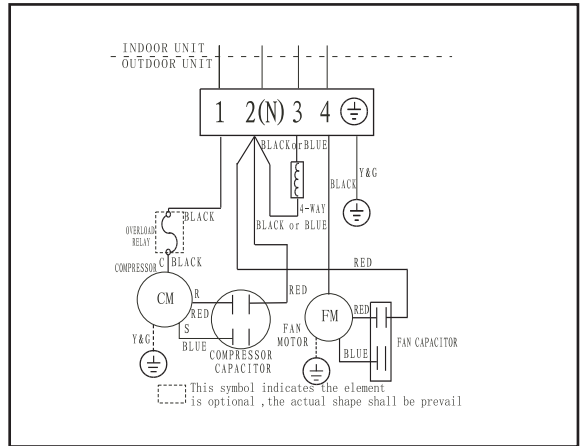 INDOOR UNIT
OUTDOOR UNIT
1 2(N) 3 4
BLACK or BLUE
Y&G
BLACK
4-WAY
BLACK
BLACK or BLUE
OVERLOAD
RELAY
C BLACK
RED
COMPRESSOR
RED
CM
R
RED
FM
RED
S
FAN
MOTOR
Y&G
BLUE
FAN CAPACITOR
BLUE
COMPRESSOR
CAPACITOR
This symbol indicates the element
is optional ,the actual shape shall be prevail